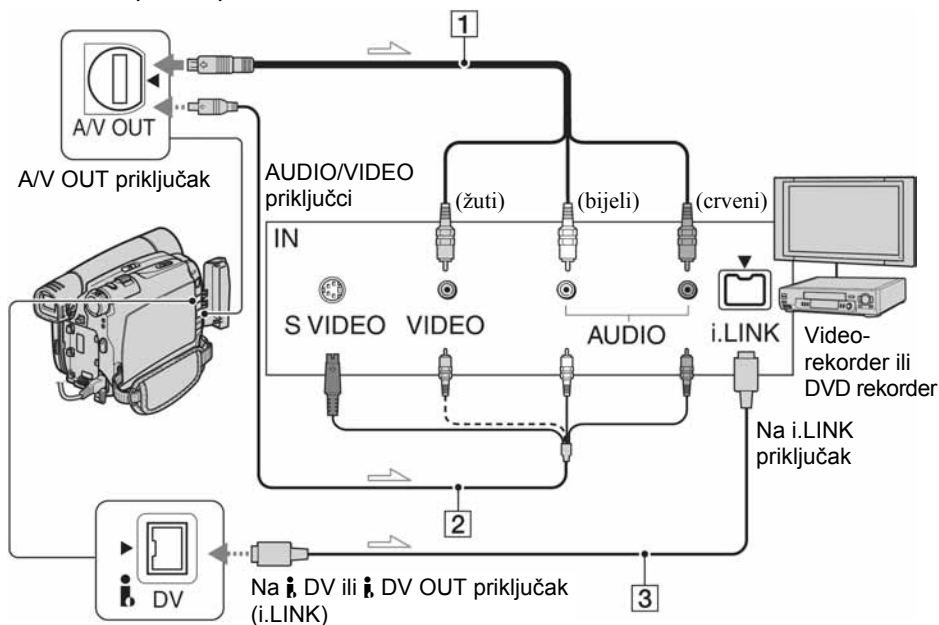 1
A/V OUT
A/V OUT priključak
AUDIO/VIDEO
priključci
(žuti)
(bijeli)
(crveni)
IN
S VIDEO
VIDEO
AUDIO
i.LINK
Video-
rekorder ili
DVD rekorder
Na i.LINK
priključak
2
DV
Na i DV ili i DV OUT priključak
(i.LINK)
3